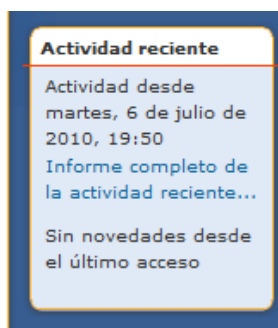 Actividad reciente
Actividad desde
martes, 6 de julio de
2010, 19:50
Informe completo de
la actividad reciente...
Sin novedades desde
el último acceso